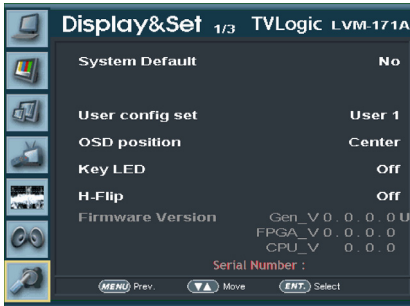 Display&Set 1/3 TVLogic LVM-171A
System Default No
User config set User 1
OSD position Center
Key LED Off
H-Flip Off
Firmware Version Gen_V 0 . 0 . 0 . 0 U
FPGA_V 0 . 0 . 0 . 0
CPU_V 0 . 0 . 0
Serial Number :
MENU Prev. ▼▲ Move ENT. Select